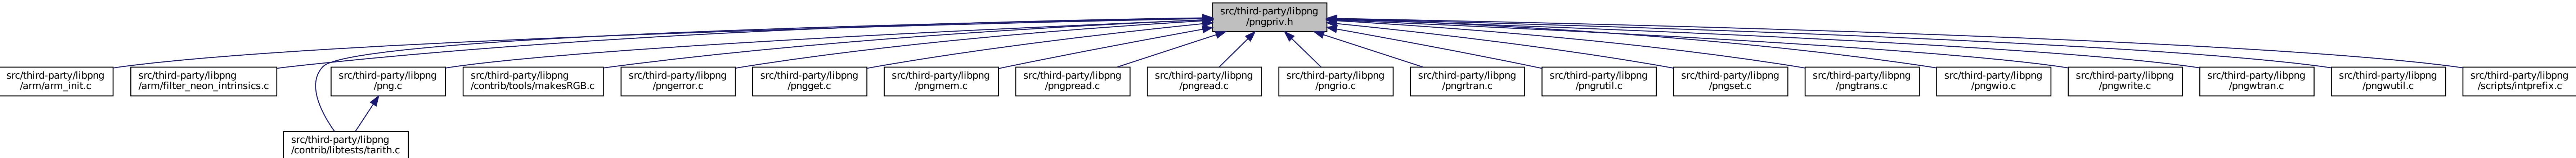 src/third-party/libpng
/pngpriv.h
src/third-party/libpng
/arm/arm_init.c
src/third-party/libpng
/arm/filter_neon_intrinsics.c
src/third-party/libpng
/png.c
src/third-party/libpng
/contrib/tools/makesRGB.c
src/third-party/libpng
/pngerror.c
src/third-party/libpng
/pngget.c
src/third-party/libpng
/pngmem.c
src/third-party/libpng
/pngpread.c
src/third-party/libpng
/pngread.c
src/third-party/libpng
/pngrio.c
src/third-party/libpng
/pngrtran.c
src/third-party/libpng
/pngrutil.c
src/third-party/libpng
/pngset.c
src/third-party/libpng
/pngtrans.c
src/third-party/libpng
/pngwio.c
src/third-party/libpng
/pngwrite.c
src/third-party/libpng
/pngwtran.c
src/third-party/libpng
/pngwutil.c
src/third-party/libpng
/scripts/intprefix.c
src/third-party/libpng
/contrib/libtests/tarith.c